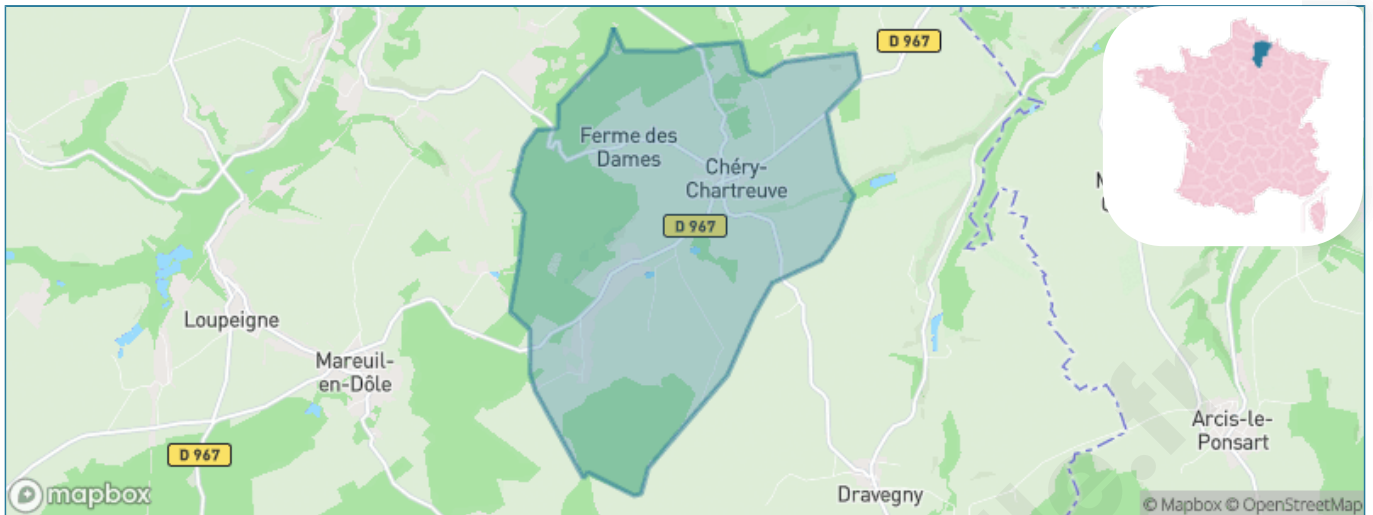 D 967
Ferme des
Dames
Chéry-
Chartreuve
D 967
Loupeigne
Mareuil-
en-Dôle
Arcis-le-
Ponsart
D 967
Dravegny
mapbox
© Mapbox © OpenStreetMap